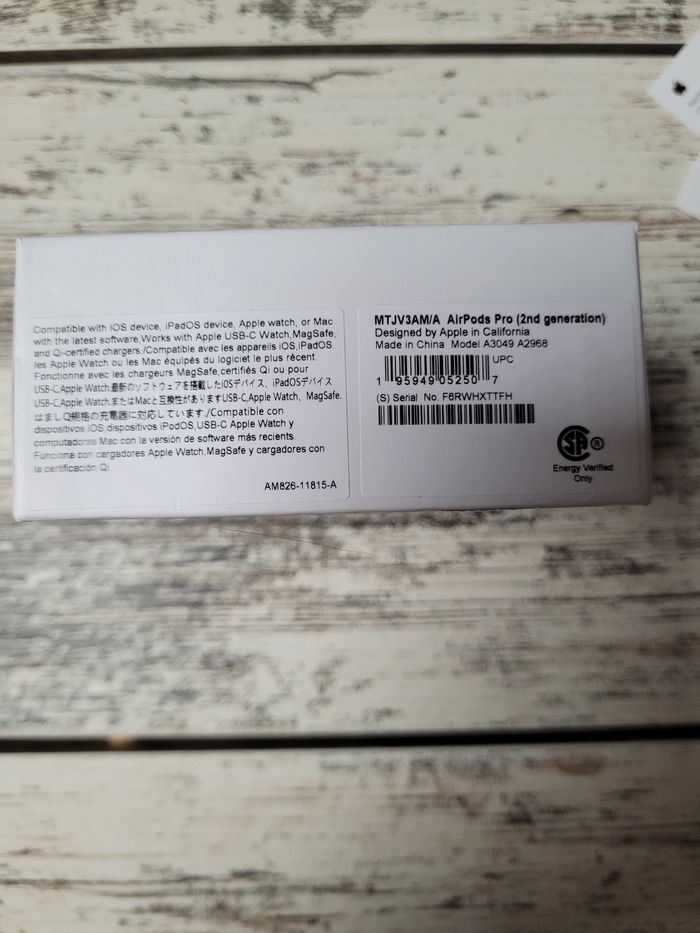 Compatible with iOS device, iPadOS device, Apple watch, or Mac
with the latest software,Works with Apple USB-C Watch,MagSafe,
and Qi-certified chargers./Compatible avec les appareils iOS,iPadOS,
les Apple Watch ou les Mac équipés du logiciel le plus récent.
Fonctionne avec les chargeurs MagSafe,certifiés Qi ou pour
USB-C,Apple Watch.最新のソフトウェアを搭載したiOSデバイス、iPadOSデバイス
USB-C,Apple Watch.またはMacと互換性がありますUSB-C,Apple Watch、MagSafe.
はましQi規格の充電器に対応しています./Compatible con
dispositivos iOS,dispositivos iPodOS,USB-C Apple Watch y
computadoras Mac con la versión de software más recients.
Funciona con cargadores Apple Watch,MagSafe y cargadores con
la certificación Qi
AM826-11815-A
MTJV3AM/A AirPods Pro (2nd generation)
Designed by Apple in California
Made in China Model A3049 A2968
UPC
1 95949 05250 7
(S) Serial No. F6RWHXTTFH
SA ®
Energy Verified
Only